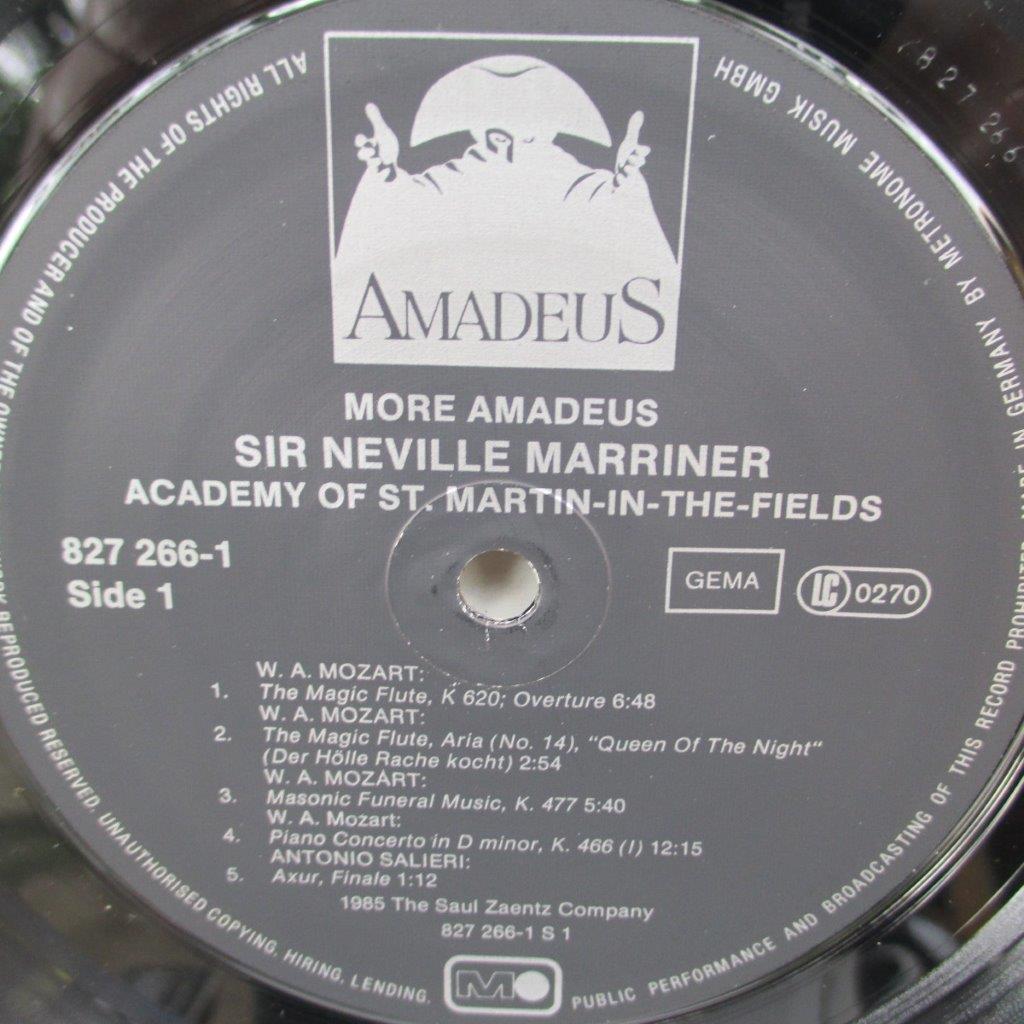 AMADEUS
MORE AMADEUS
SIR NEVILLE MARRINER
ACADEMY OF ST. MARTIN-IN-THE-FIELDS
827 266-1
Side 1
GEMA
LC 0270
W. A. MOZART:
1. The Magic Flute, K 620; Overture 6:48
W. A. MOZART:
2. The Magic Flute, Aria (No. 14), "Queen Of The Night"
(Der Hölle Rache kocht) 2:54
W. A. MOZART:
3. Masonic Funeral Music, K. 477 5:40
W. A. Mozart:
4. Piano Concerto in D minor, K. 466 (I) 12:15
ANTONIO SALIERI:
5. Axur, Finale 1:12
1985 The Saul Zaentz Company
827 266-1 S 1
MO
ALL RIGHTS OF THE PRODUCER AND OF THE REPRODUCED RESERVED. UNAUTHORISED COPYING, HIRING, LENDING, PUBLIC PERFORMANCE AND BROADCASTING OF THIS RECORD PROHIBITED MADE IN GERMANY BY METRONOME MUSIK GMBH
827 266